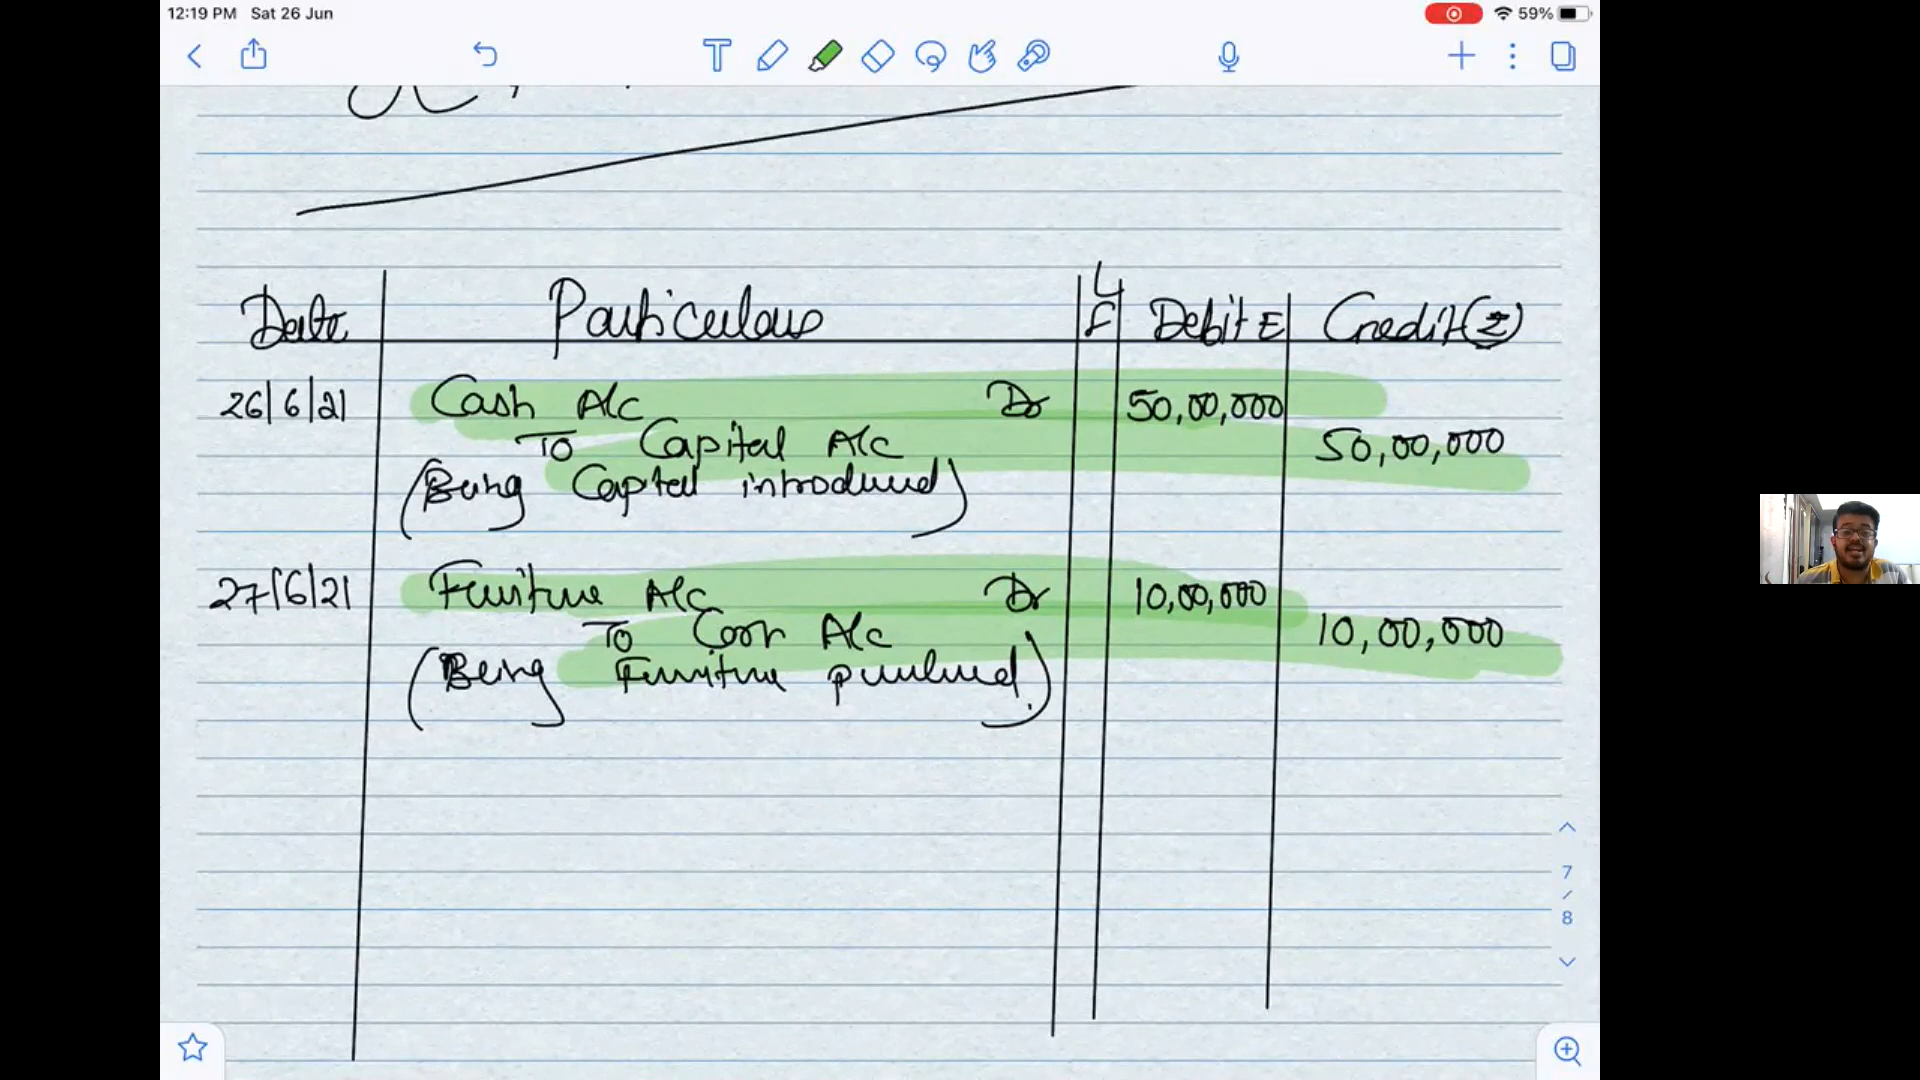 12:19 PM Sat 26 Jun
59%
Date Particulars LF Debit Credit(₹)
26/6/21 Cash A/c Dr 50,00,000
To Capital A/c 50,00,000
(Being Capital introduced)
27/6/21 Furniture A/c Dr 10,00,000
To Cash A/c 10,00,000
(Being Furniture purchased)
7
/
8